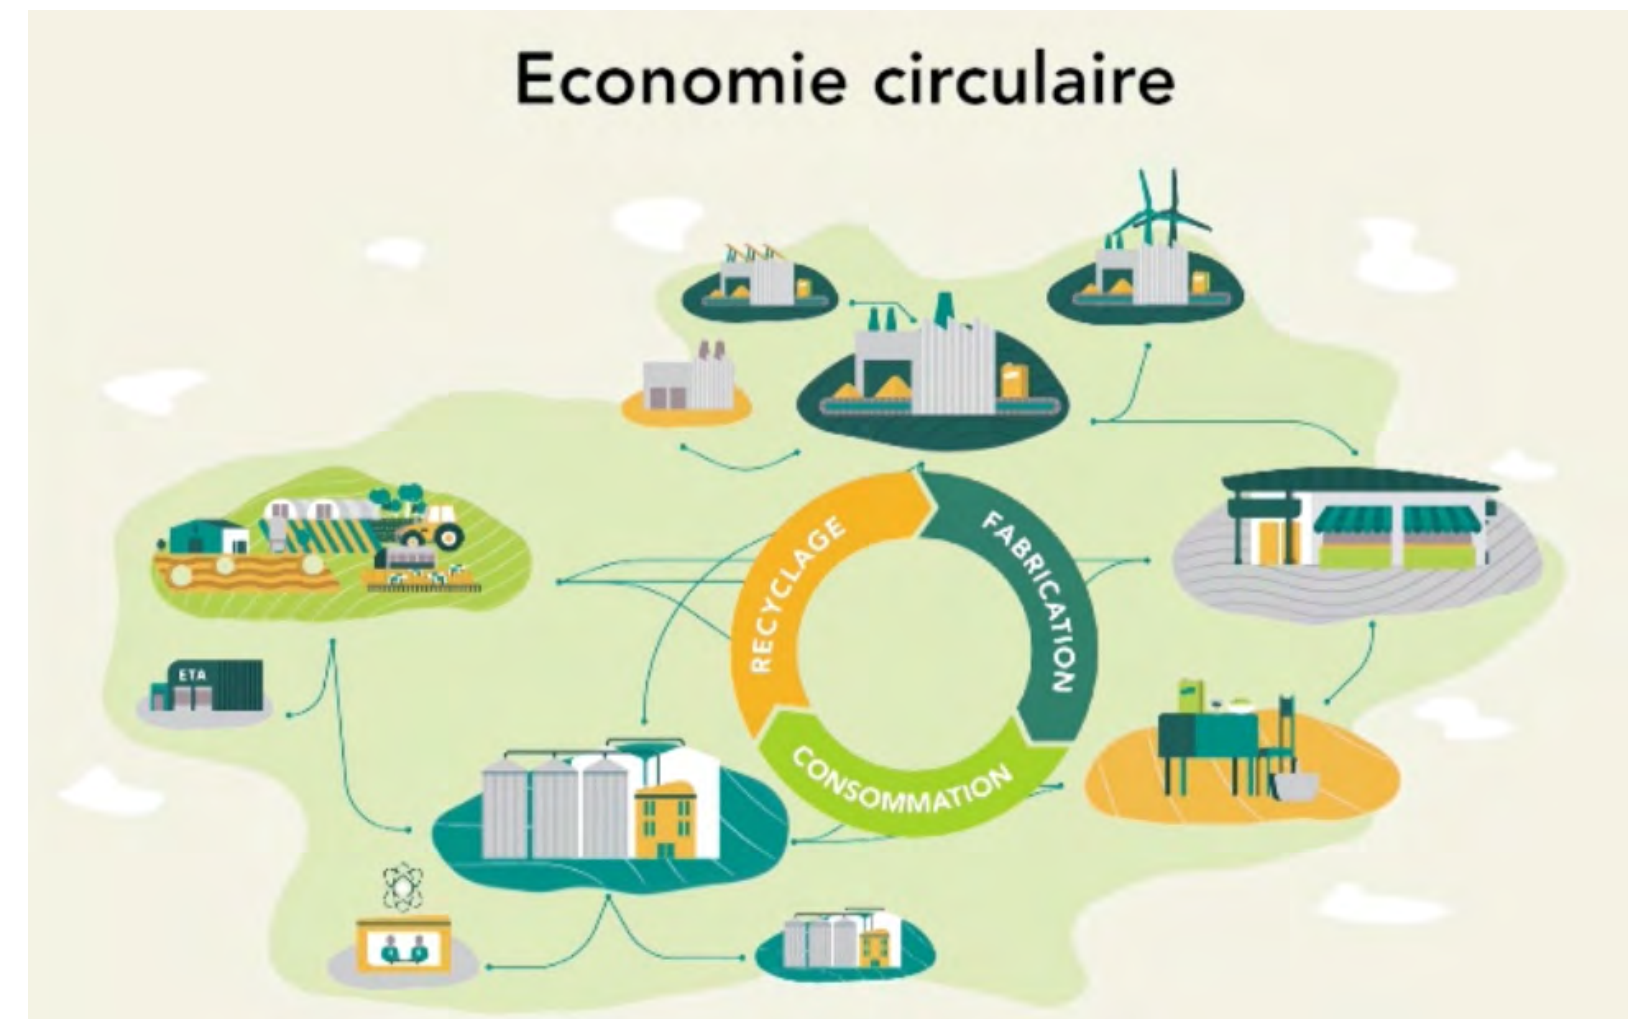 Economie circulaire
RECYCLAGE
FABRICATION
CONSOMMATION
ETA